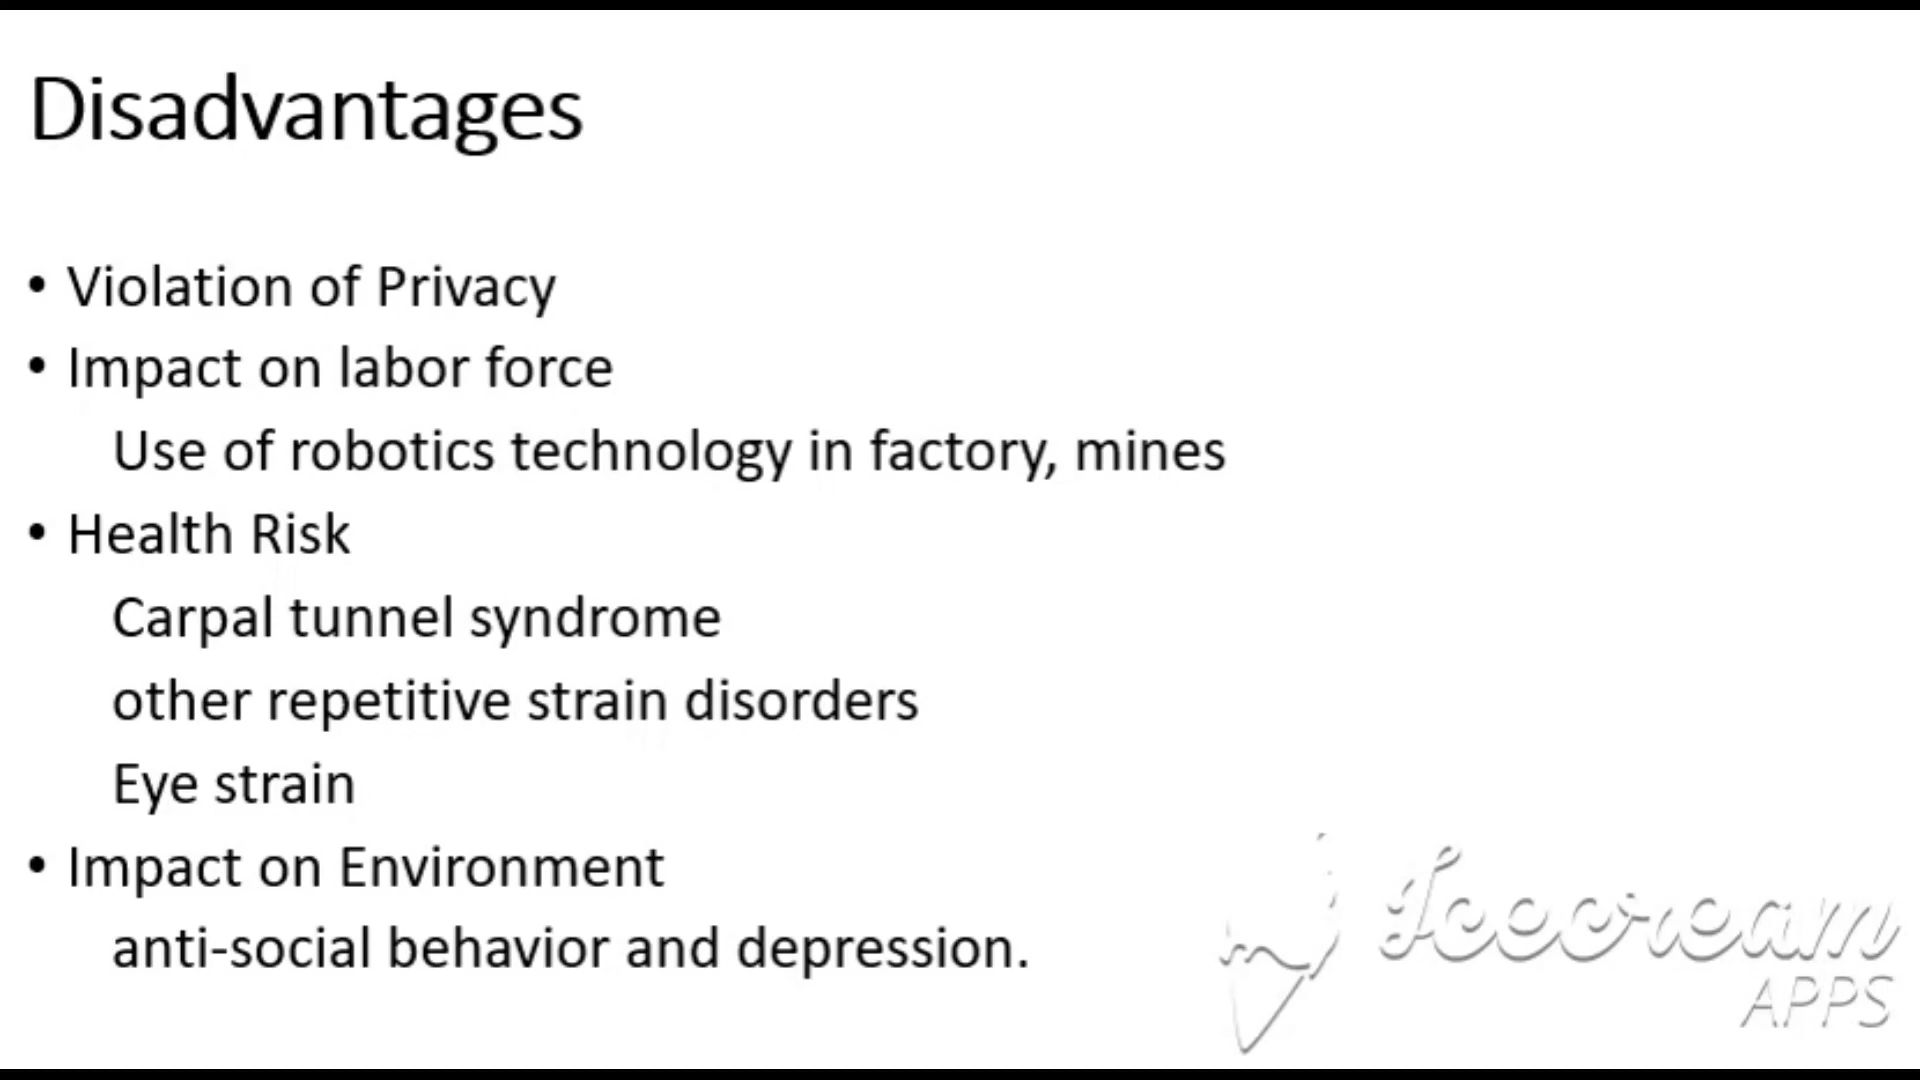 Disadvantages
• Violation of Privacy
• Impact on labor force
Use of robotics technology in factory, mines
• Health Risk
Carpal tunnel syndrome
other repetitive strain disorders
Eye strain
• Impact on Environment
anti-social behavior and depression.
Icecream
APPS